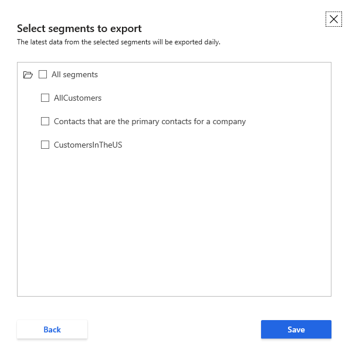 Select segments to export
The latest data from the selected segments will be exported daily.
All segments
AllCustomers
Contacts that are the primary contacts for a company
CustomersInTheUS
Back
Save